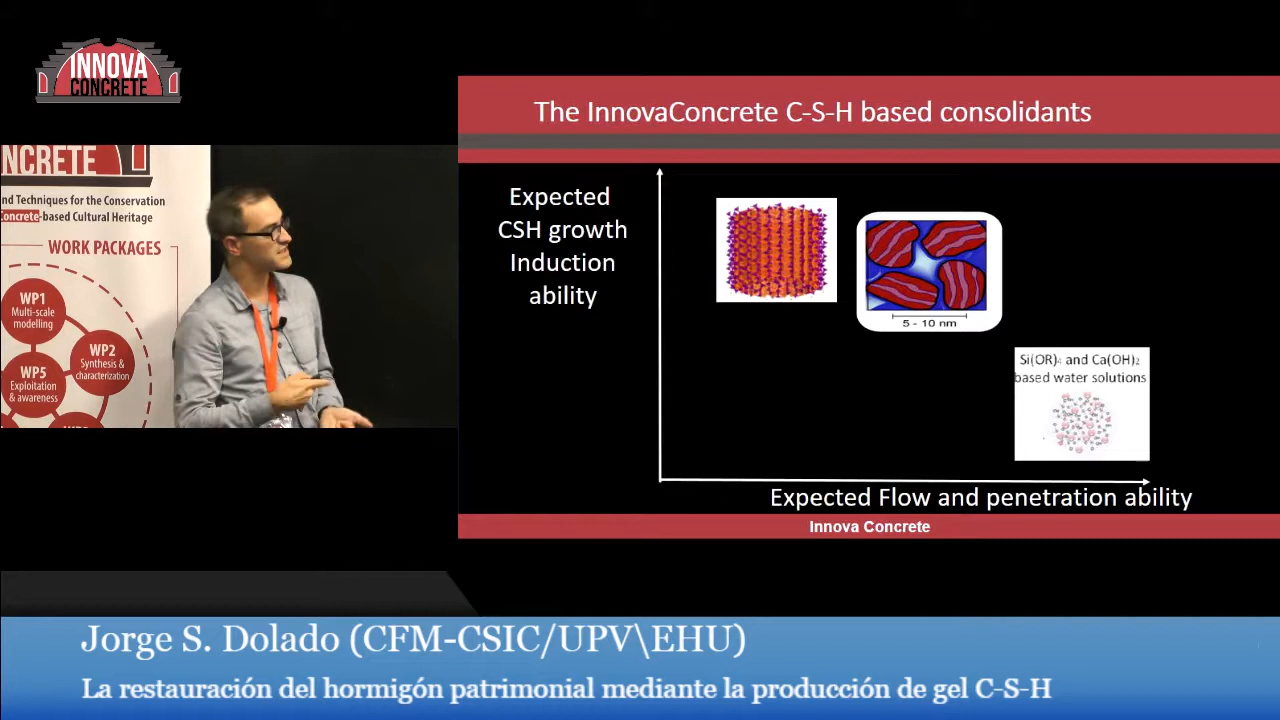 INNOVA
CONCRETE
The InnovaConcrete C-S-H based consolidants
NCRETE
nd Techniques for the Conservation
Concrete-based Cultural Heritage
WORK PACKAGES
WP1
Multi-scale
modelling
WP2
Synthesis &
characterization
WP5
Exploitation
& awareness
Expected
CSH growth
Induction
ability
5 - 10 nm
Si(OR)4 and Ca(OH)2
based water solutions
Expected Flow and penetration ability
Innova Concrete
Jorge S. Dolado (CFM-CSIC/UPV\EHU)
La restauración del hormigón patrimonial mediante la producción de gel C-S-H